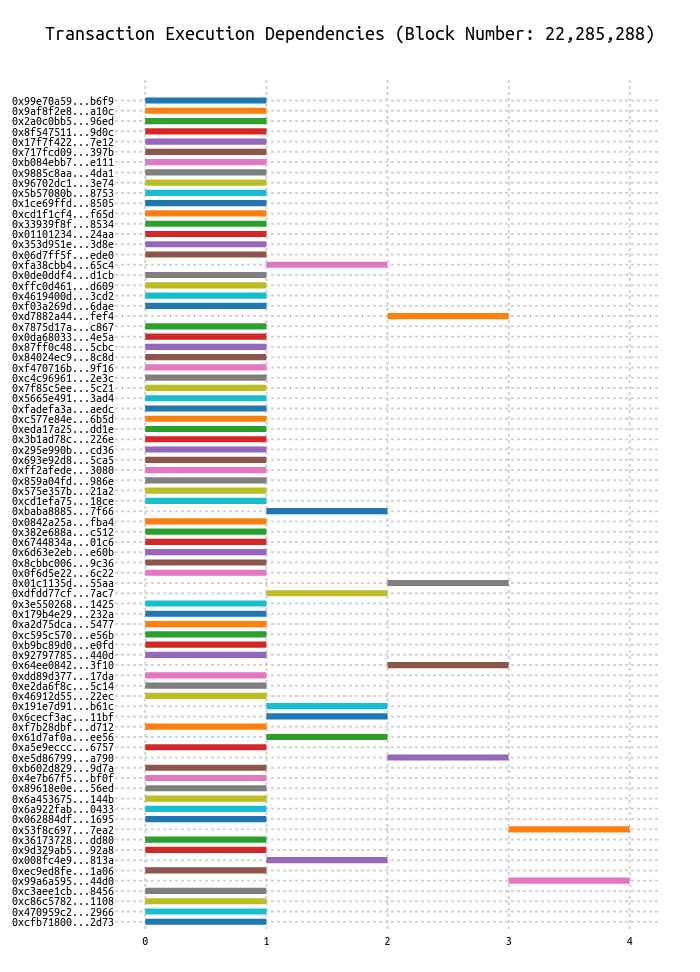 Transaction Execution Dependencies (Block Number: 22,285,288)
0x99e70a59...b6f9
0x9af8f2e8...a10c
0x2a0c0bb5...96ed
0x8f547511...9d0c
0x17f7f422...7e12
0x717fcd09...397b
0xb084ebb7...e111
0x9885c8aa...4da1
0x96702dc1...3e74
0x5b57080b...8753
0x1ce69ffd...8505
0xcd1f1cf4...f65d
0x33939f8f...8534
0x01101234...24aa
0x353d951e...3d8e
0x06d7ff5f...ede0
0xfa38cbb4...65c4
0x0de0ddf4...d1cb
0xffc0d461...d609
0x4619400d...3cd2
0xf03a269d...6dae
0xd7882a44...fef4
0x7875d17a...c867
0x0da68033...4e5a
0x87ff0c48...5cbc
0x84024ec9...8c8d
0xf470716b...9f16
0xc4c96961...2e3c
0x7f85c5ee...5c21
0x5665e491...3ad4
0xfadefa3a...aedc
0xc577e84e...6b5d
0xeda17a25...dd1e
0x3b1ad78c...226e
0x295e990b...cd36
0x693e92d8...5ca5
0xff2afede...3080
0x859a04fd...986e
0x575e357b...21a2
0xcd1efa75...18ce
0xbaba8885...7f66
0x0842a25a...fba4
0x382e688a...c512
0x6744834a...01c6
0x6d63e2eb...e60b
0x8cbbc006...9c36
0x0f6d5e22...6c22
0x01c1135d...55aa
0xdfdd77cf...7ac7
0x3e550268...1425
0x179b4e29...232a
0xa2d75dca...5477
0xc595c570...e56b
0xb9bc89d0...e0fd
0x92797785...440d
0x64ee0842...3f10
0xdd89d377...17da
0xe2da6f8c...5c14
0x46912d55...22ec
0x191e7d91...b61c
0x6cecf3ac...11bf
0xf7b28dbf...d712
0x61d7af0a...ee56
0xa5e9eccc...6757
0xe5d86799...a790
0xb602d829...9d7a
0x4e7b67f5...bf0f
0x89618e0e...56ed
0x6a453675...144b
0x6a922fab...0433
0x062884df...1695
0x53f8c697...7ea2
0x36173728...dd80
0x9d329ab5...92a8
0x008fc4e9...813a
0xec9ed8fe...1a06
0x99a6a595...44d0
0xc3aee1cb...8456
0xc86c5782...1108
0x470959c2...2966
0xcfb71800...2d73
0 1 2 3 4